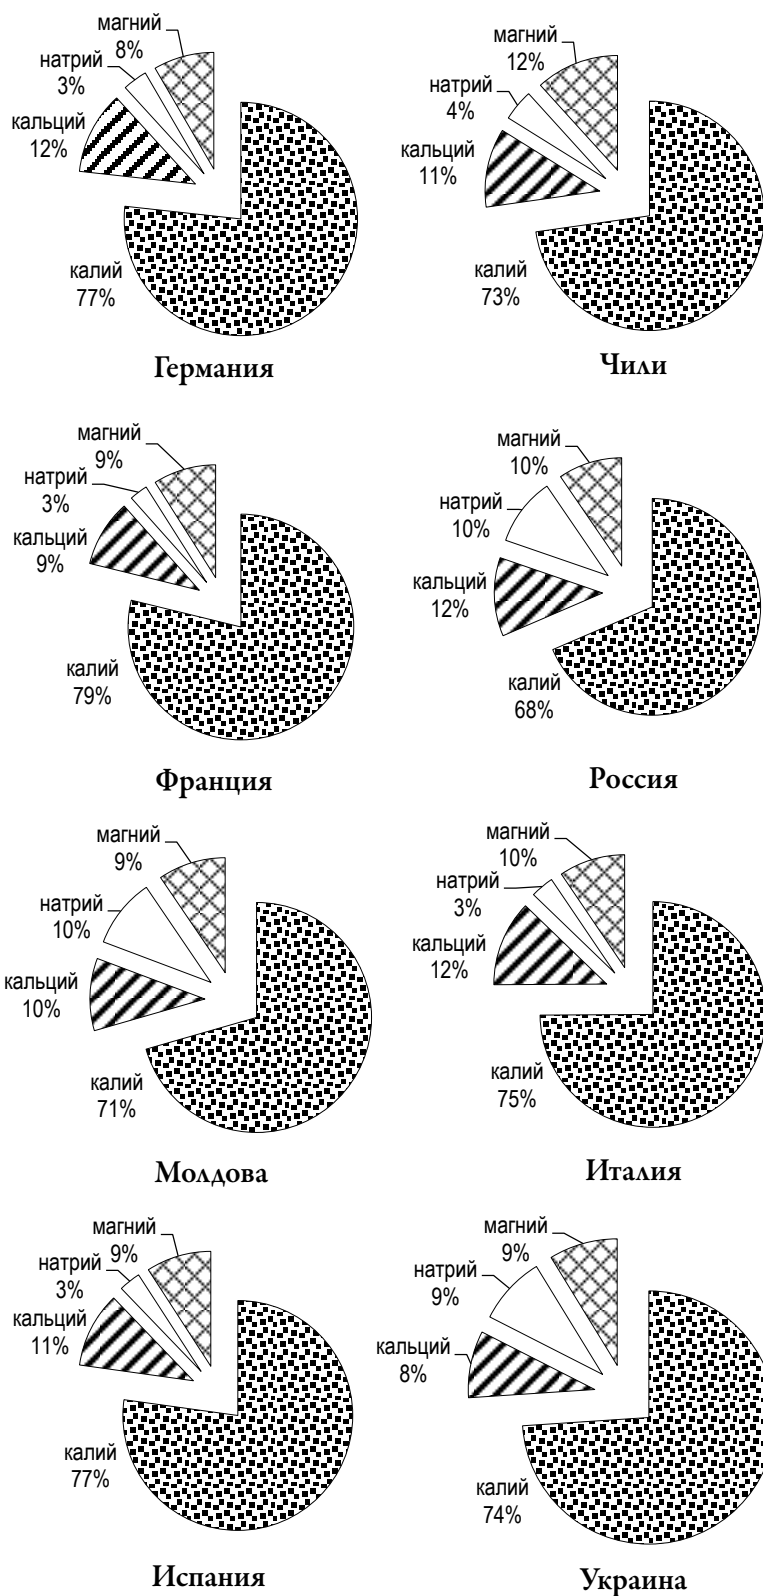 магний
8%
натрий
3%
кальций
12%
калий
77%
Германия
магний
12%
натрий
4%
кальций
11%
калий
73%
Чили
магний
9%
натрий
3%
кальций
9%
калий
79%
Франция
магний
10%
натрий
10%
кальций
12%
калий
68%
Россия
магний
9%
натрий
10%
кальций
10%
калий
71%
Молдова
магний
10%
натрий
3%
кальций
12%
калий
75%
Италия
магний
9%
натрий
3%
кальций
11%
калий
77%
Испания
магний
9%
натрий
9%
кальций
8%
калий
74%
Украина